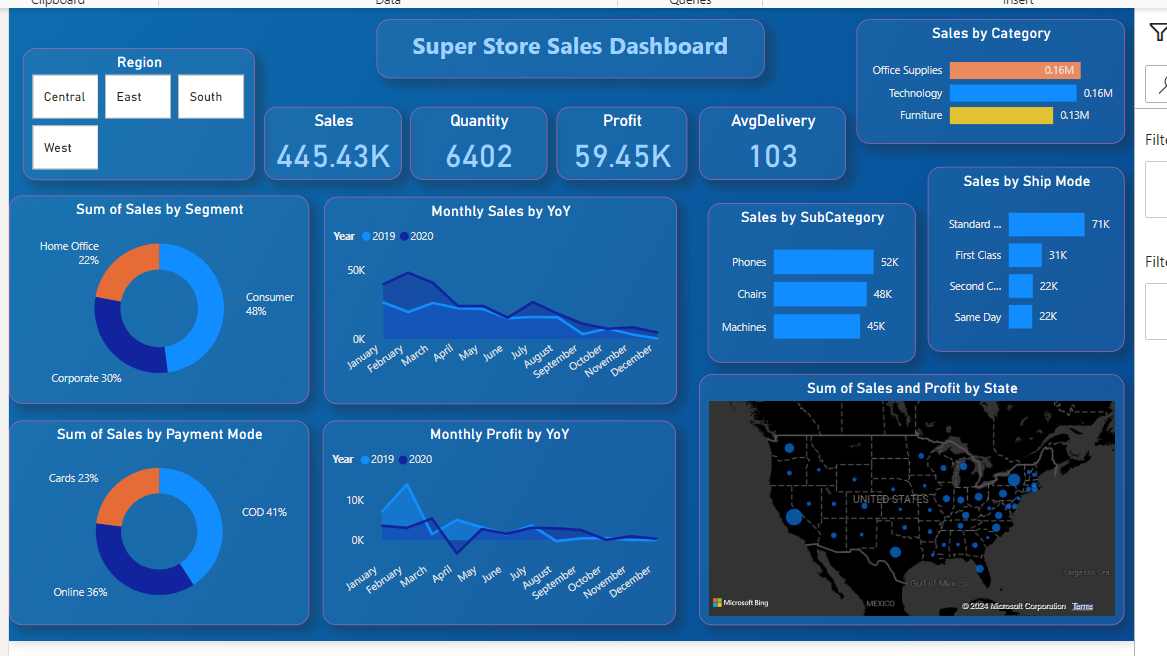 Clipboard
Data
Queries
Insert
Super Store Sales Dashboard
Region
Central
East
South
West
Sales
445.43K
Quantity
6402
Profit
59.45K
AvgDelivery
103
Sales by Category
Office Supplies
0.16M
Technology
0.16M
Furniture
0.13M
Sum of Sales by Segment
Home Office
22%
Consumer
48%
Corporate 30%
Monthly Sales by YoY
Year 2019 2020
50K
0K
January
February
March
April
May
June
July
August
September
October
November
December
Sales by SubCategory
Phones
52K
Chairs
48K
Machines
45K
Sales by Ship Mode
Standard ...
71K
First Class
31K
Second C...
22K
Same Day
22K
Sum of Sales by Payment Mode
Cards 23%
COD 41%
Online 36%
Monthly Profit by YoY
Year 2019 2020
10K
0K
January
February
March
April
May
June
July
August
September
October
November
December
Sum of Sales and Profit by State
UNITED STATES
Gulf of Mexico
Sargasso Sea
MEXICO
Microsoft Bing
© 2024 Microsoft Corporation Terms